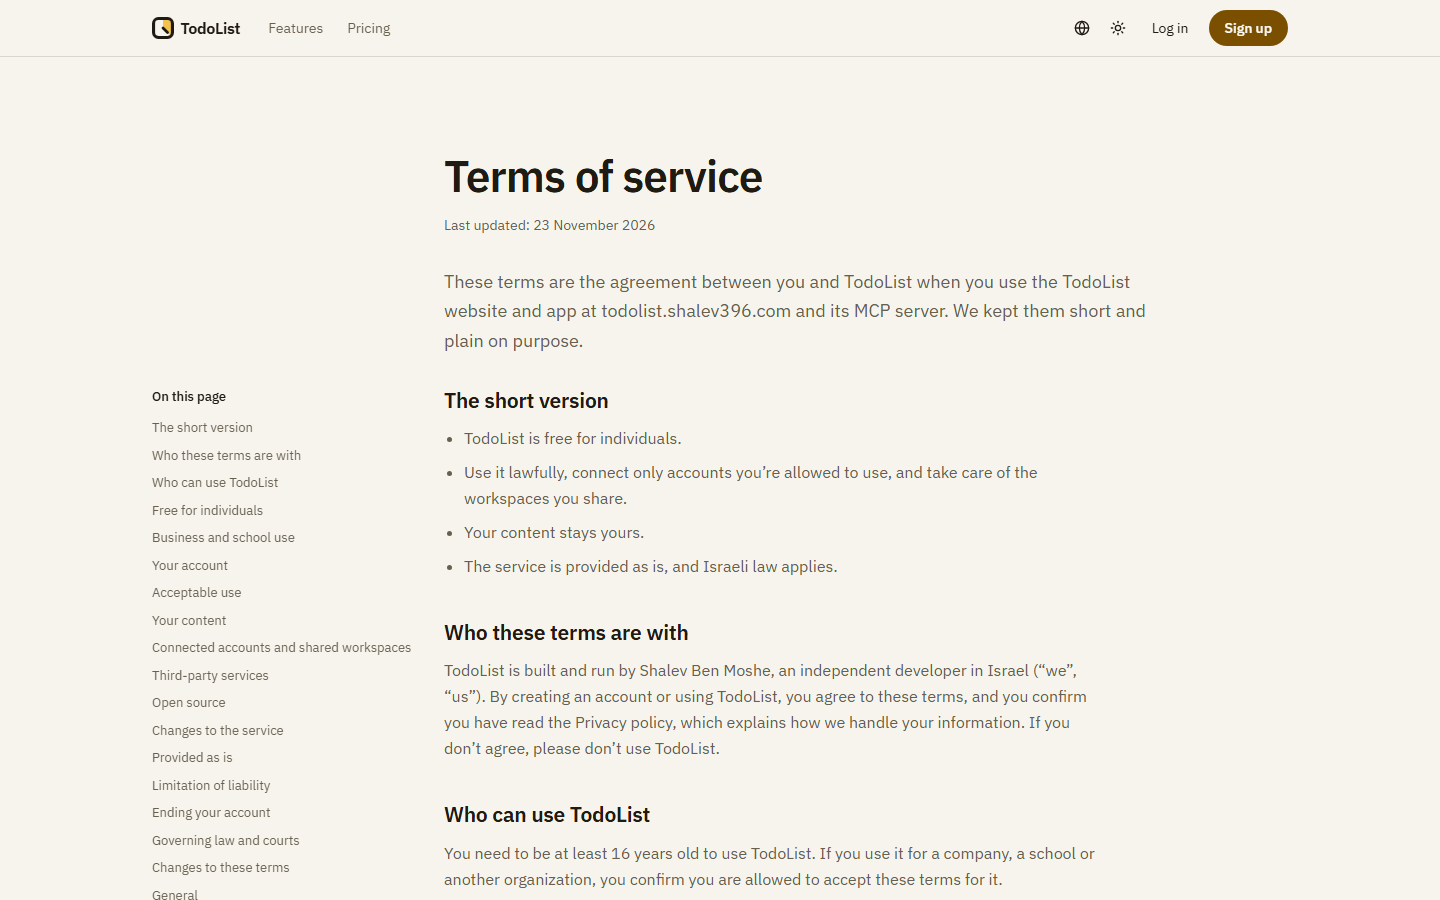 TodoList
Features
Pricing
Log in
Sign up
Terms of service
Last updated: 23 November 2026
These terms are the agreement between you and TodoList when you use the TodoList
website and app at todolist.shalev396.com and its MCP server. We kept them short and
plain on purpose.
On this page
The short version
Who these terms are with
Who can use TodoList
Free for individuals
Business and school use
Your account
Acceptable use
Your content
Connected accounts and shared workspaces
Third-party services
Open source
Changes to the service
Provided as is
Limitation of liability
Ending your account
Governing law and courts
Changes to these terms
General
The short version
• TodoList is free for individuals.
• Use it lawfully, connect only accounts you’re allowed to use, and take care of the
workspaces you share.
• Your content stays yours.
• The service is provided as is, and Israeli law applies.
Who these terms are with
TodoList is built and run by Shalev Ben Moshe, an independent developer in Israel (“we”,
“us”). By creating an account or using TodoList, you agree to these terms, and you confirm
you have read the Privacy policy, which explains how we handle your information. If you
don’t agree, please don’t use TodoList.
Who can use TodoList
You need to be at least 16 years old to use TodoList. If you use it for a company, a school or
another organization, you confirm you are allowed to accept these terms for it.